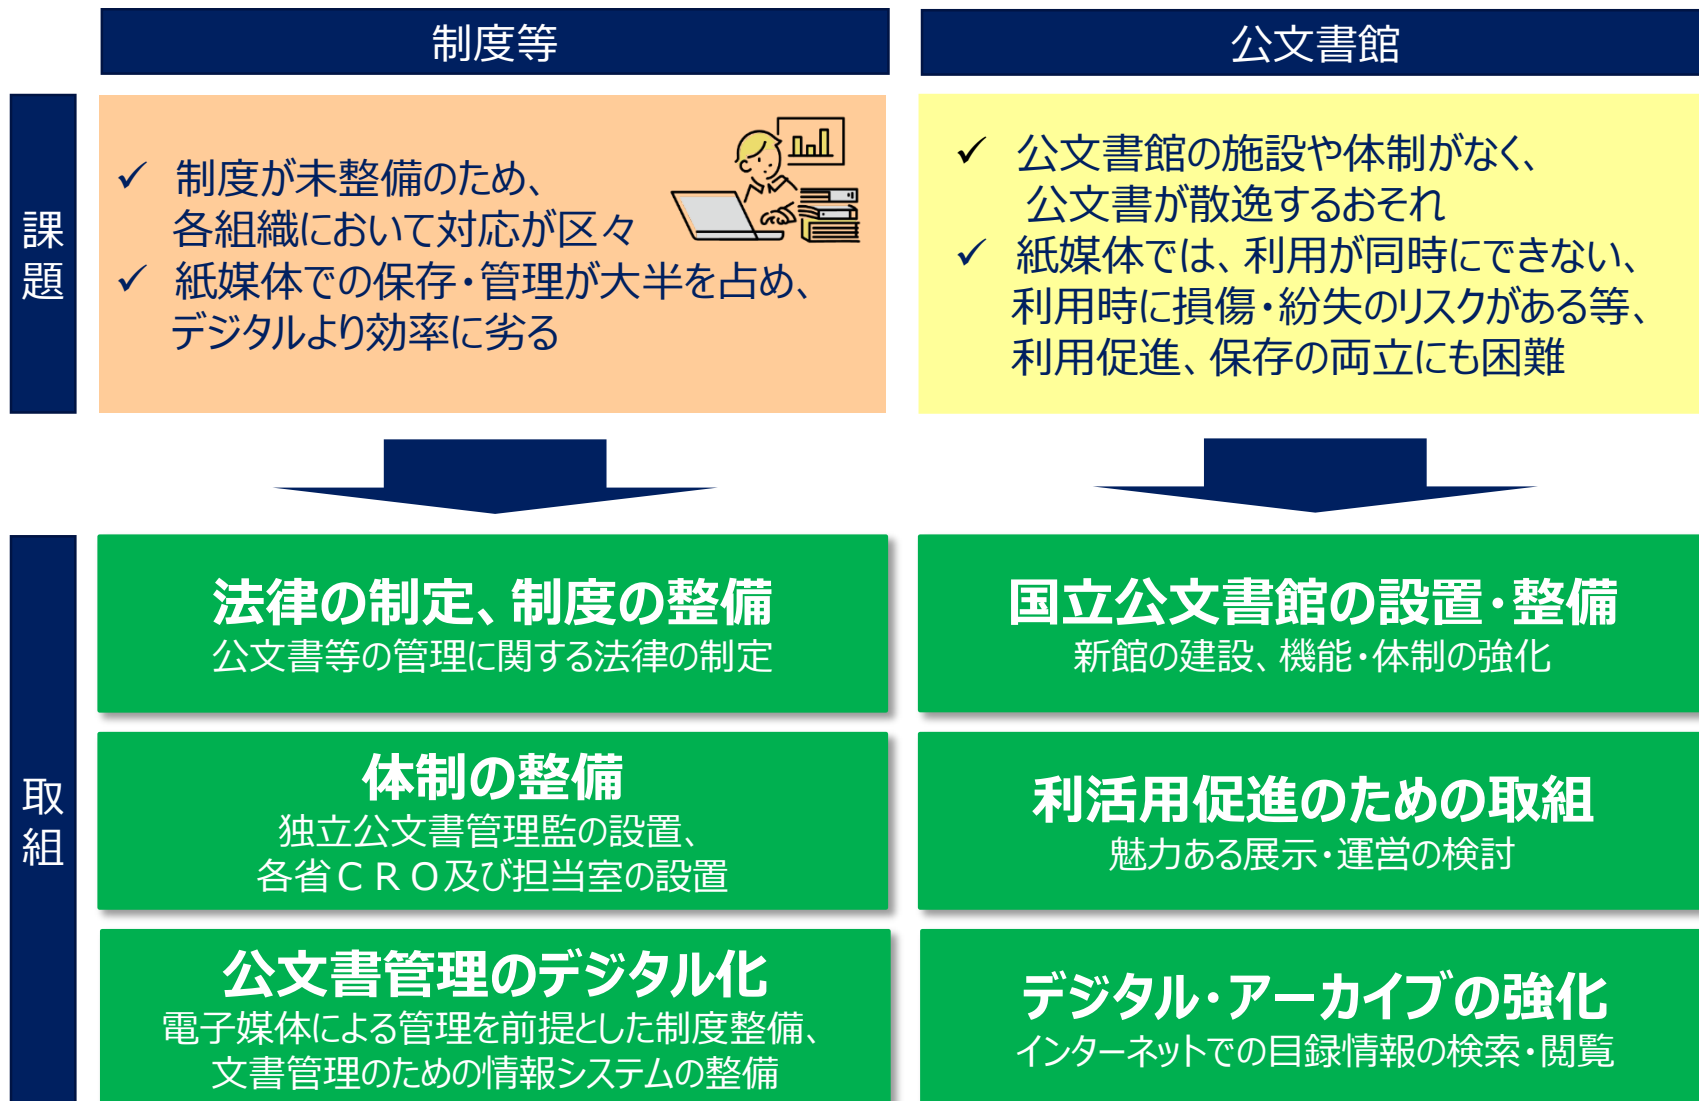 制度等
公文書館
課題
✓ 制度が未整備のため、
各組織において対応が区々
✓ 紙媒体での保存・管理が大半を占め、
デジタルより効率に劣る
✓ 公文書館の施設や体制がなく、
公文書が散逸するおそれ
✓ 紙媒体では、利用が同時にできない、
利用時に損傷・紛失のリスクがある等、
利用促進、保存の両立にも困難
取組
法律の制定、制度の整備
公文書等の管理に関する法律の制定
国立公文書館の設置・整備
新館の建設、機能・体制の強化
体制の整備
独立公文書管理監の設置、
各省ＣＲＯ及び担当室の設置
利活用促進のための取組
魅力ある展示・運営の検討
公文書管理のデジタル化
電子媒体による管理を前提とした制度整備、
文書管理のための情報システムの整備
デジタル・アーカイブの強化
インターネットでの目録情報の検索・閲覧